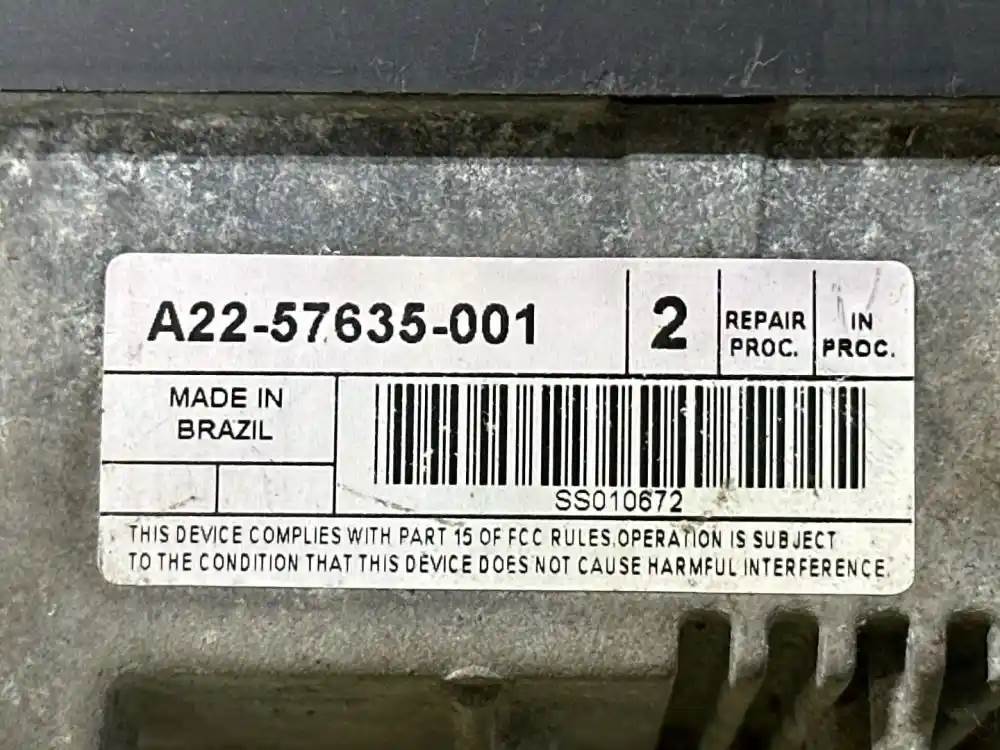 A22-57635-001
2
REPAIR
PROC.
IN
PROC.
MADE IN
BRAZIL
SS010672
THIS DEVICE COMPLIES WITH PART 15 OF FCC RULES.OPERATION IS SUBJECT
TO THE CONDITION THAT THIS DEVICE DOES NOT CAUSE HARMFUL INTERFERENCE.